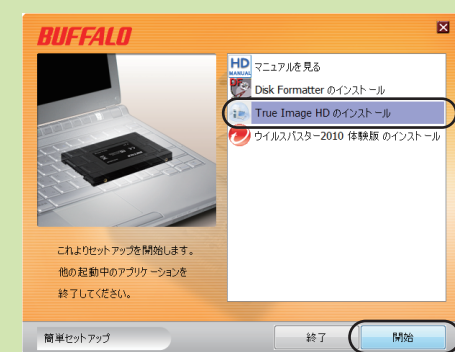 BUFFALO
HD
MANUAL
マニュアルを見る
DF
Disk Formatter のインストール
True Image HD のインストール
ウイルスバスター2010 体験版 のインストール
これよりセットアップを開始します。
他の起動中のアプリケーションを
終了してください。
簡単セットアップ
終了
開始